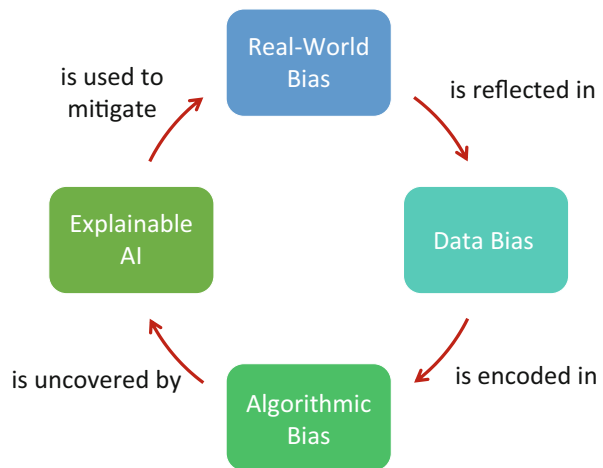 Real-World
Bias
is reflected in
Data Bias
is encoded in
Algorithmic
Bias
is uncovered by
Explainable
AI
is used to
mitigate